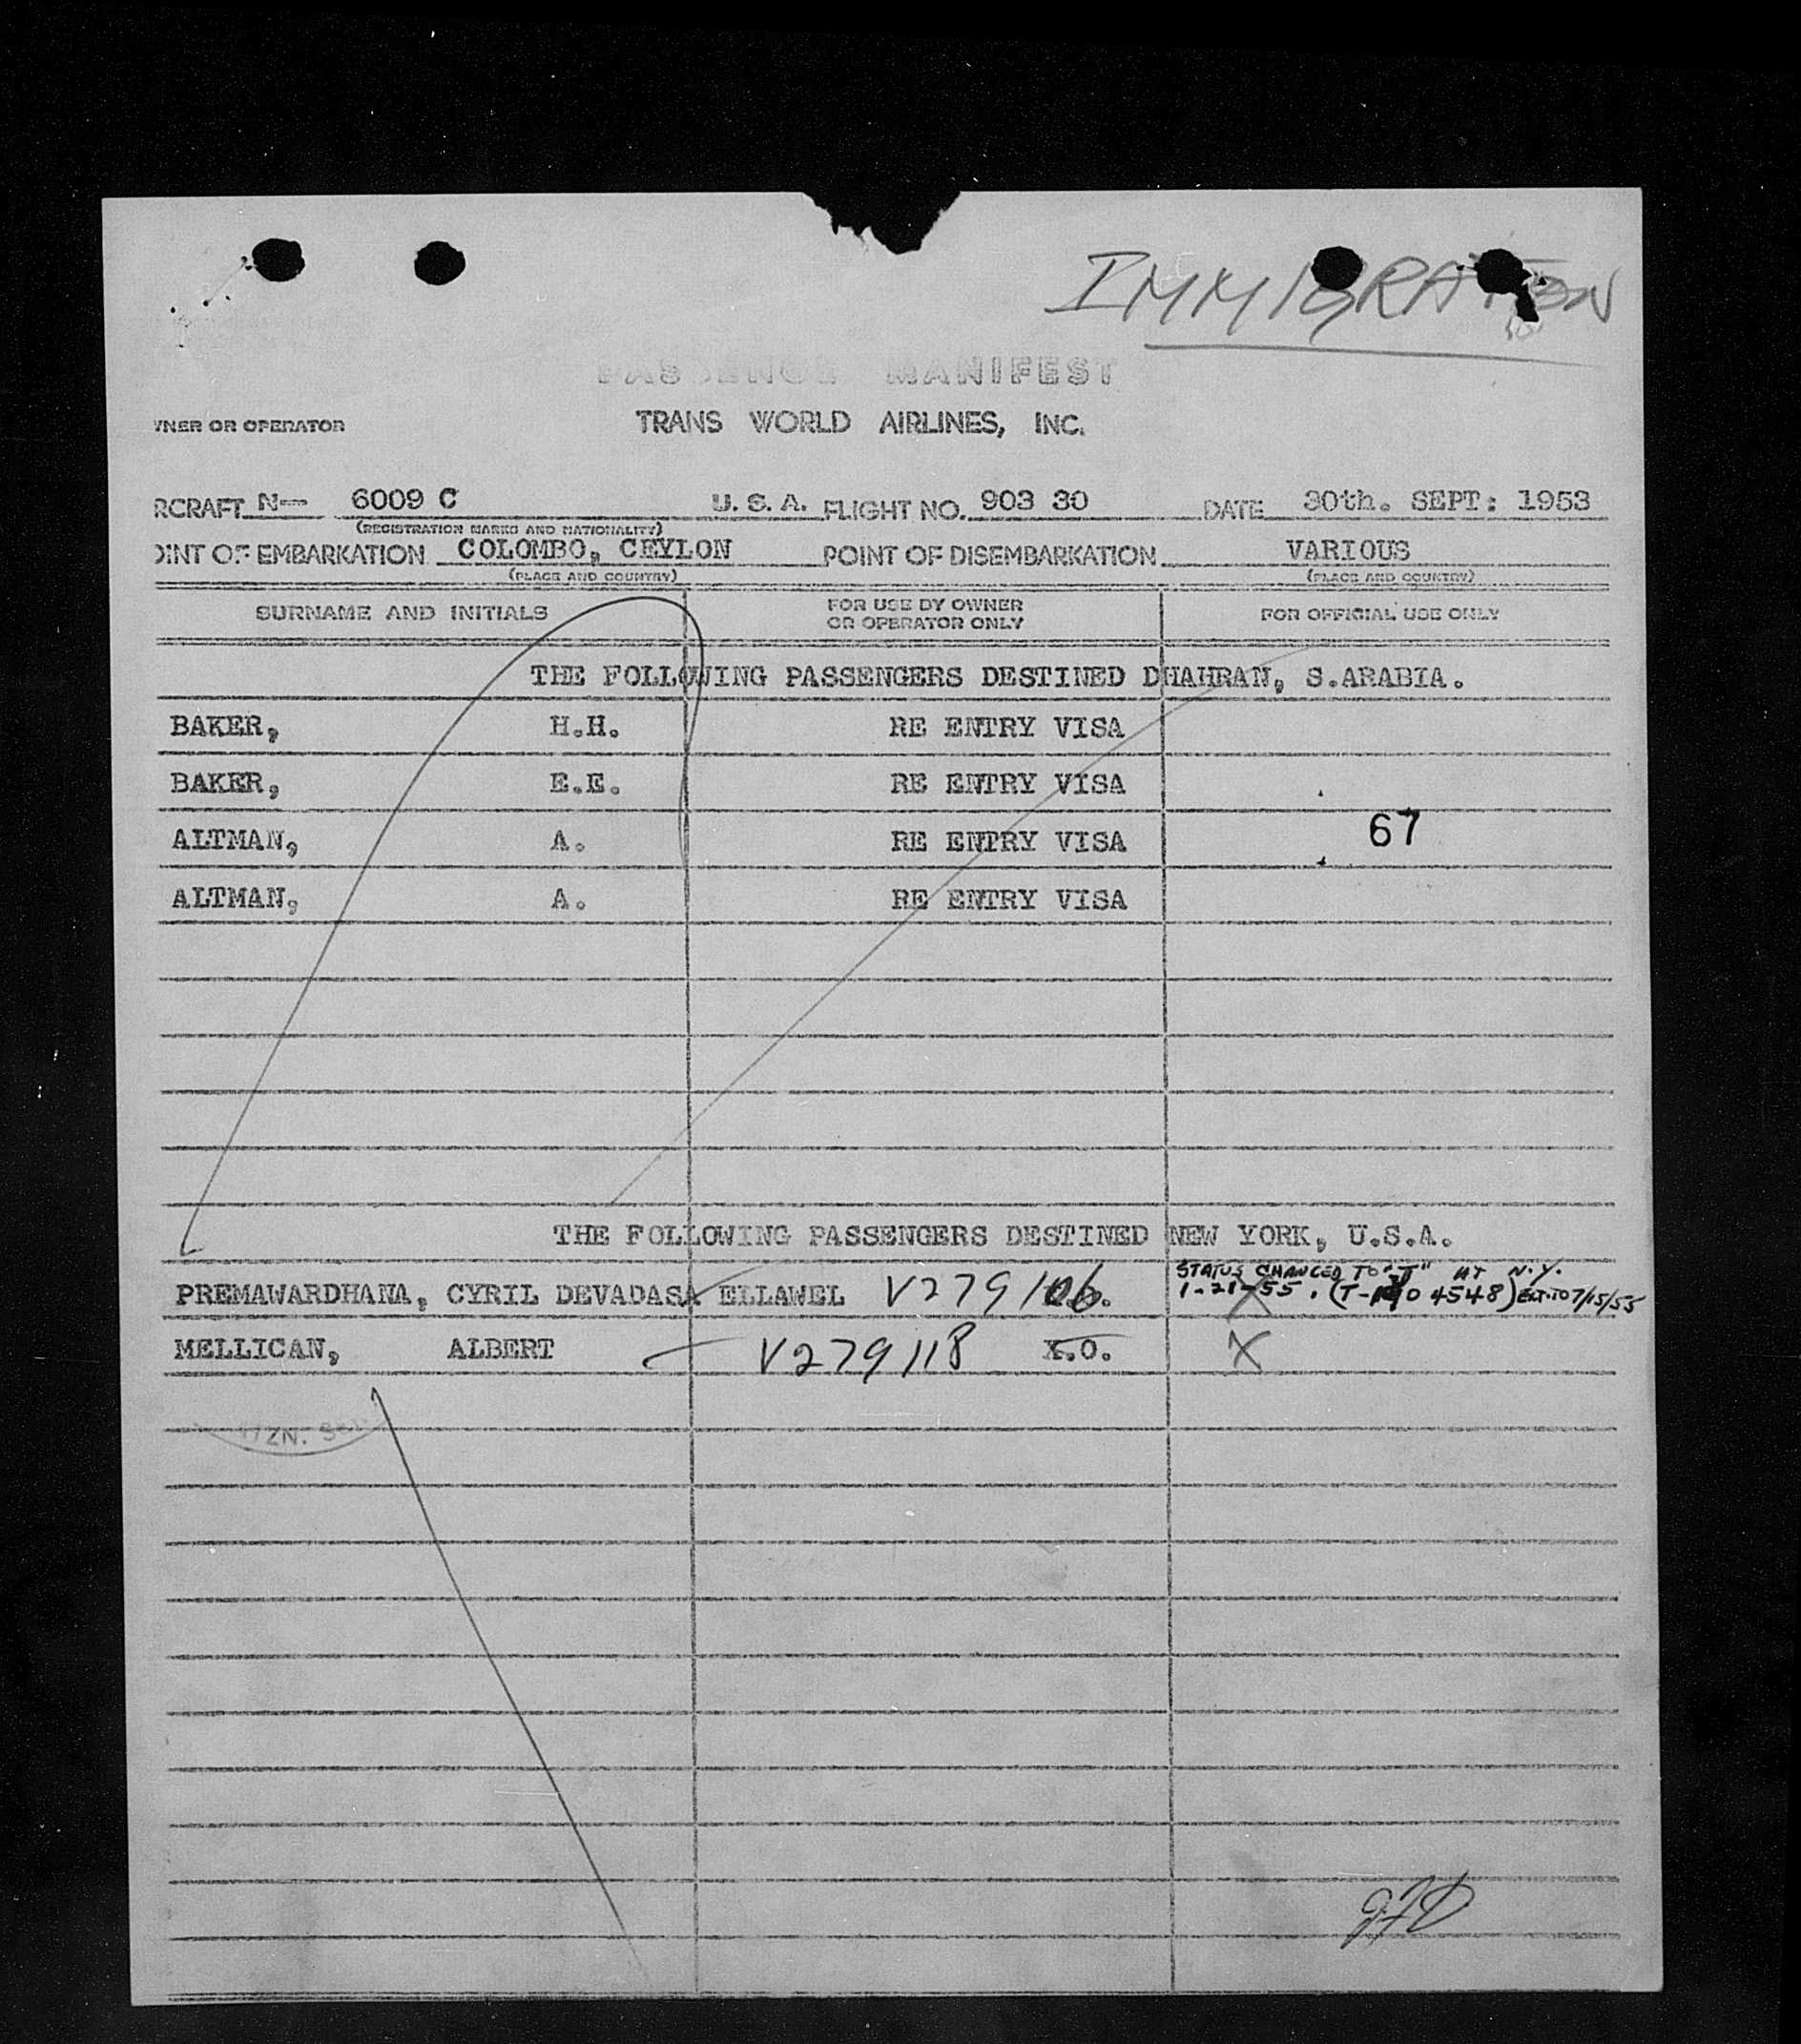 IMMIGRATION
PASSENGE MANIFEST
WNER OR OPERATOR TRANS WORLD AIRLINES, INC.
RCRAFT N— 6009 C U. S. A. FLIGHT NO. 903 30 DATE 30th. SEPT: 1953
(REGISTRATION MARKS AND NATIONALITY)
OINT OF EMBARKATION COLOMBO, CEYLON POINT OF DISEMBARKATION VARIOUS
(PLACE AND COUNTRY) (PLACE AND COUNTRY)
SURNAME AND INITIALS FOR USE BY OWNER OR OPERATOR ONLY FOR OFFICIAL USE ONLY
THE FOLLOWING PASSENGERS DESTINED DHAHRAN, S.ARABIA.
BAKER, H.H. RE ENTRY VISA
BAKER, E.E. RE ENTRY VISA
ALTMAN, A. RE ENTRY VISA 67
ALTMAN, A. RE ENTRY VISA
THE FOLLOWING PASSENGERS DESTINED NEW YORK, U.S.A.
STATUS CHANGED TO "T" AT N.Y.
PREMAWARDHANA, CYRIL DEVADASA ELLAWEL V279106 1-21-55. 4548) EXT. TO 7/15/55
MELLICAN, ALBERT V279118 X.O. X
IZN.